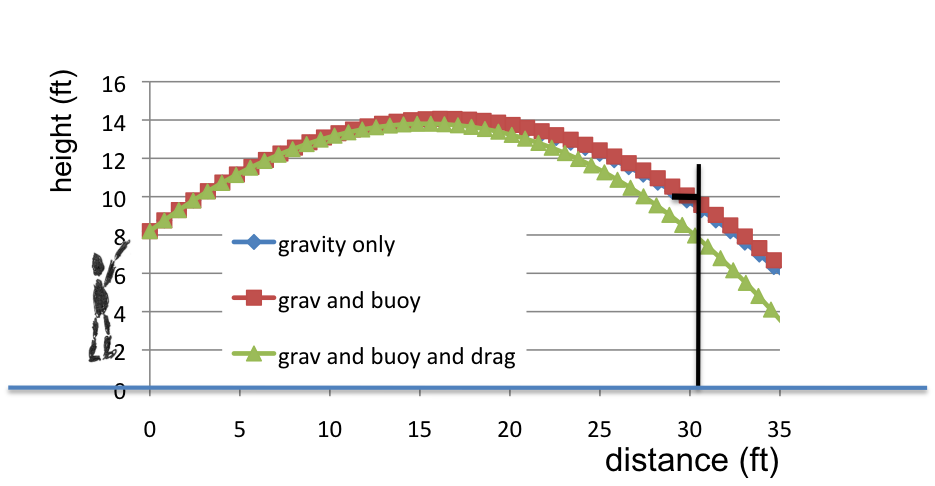 height (ft)
16
14
12
10
8
6
4
2
0
gravity only
grav and buoy
grav and buoy and drag
0 5 10 15 20 25 30 35
distance (ft)